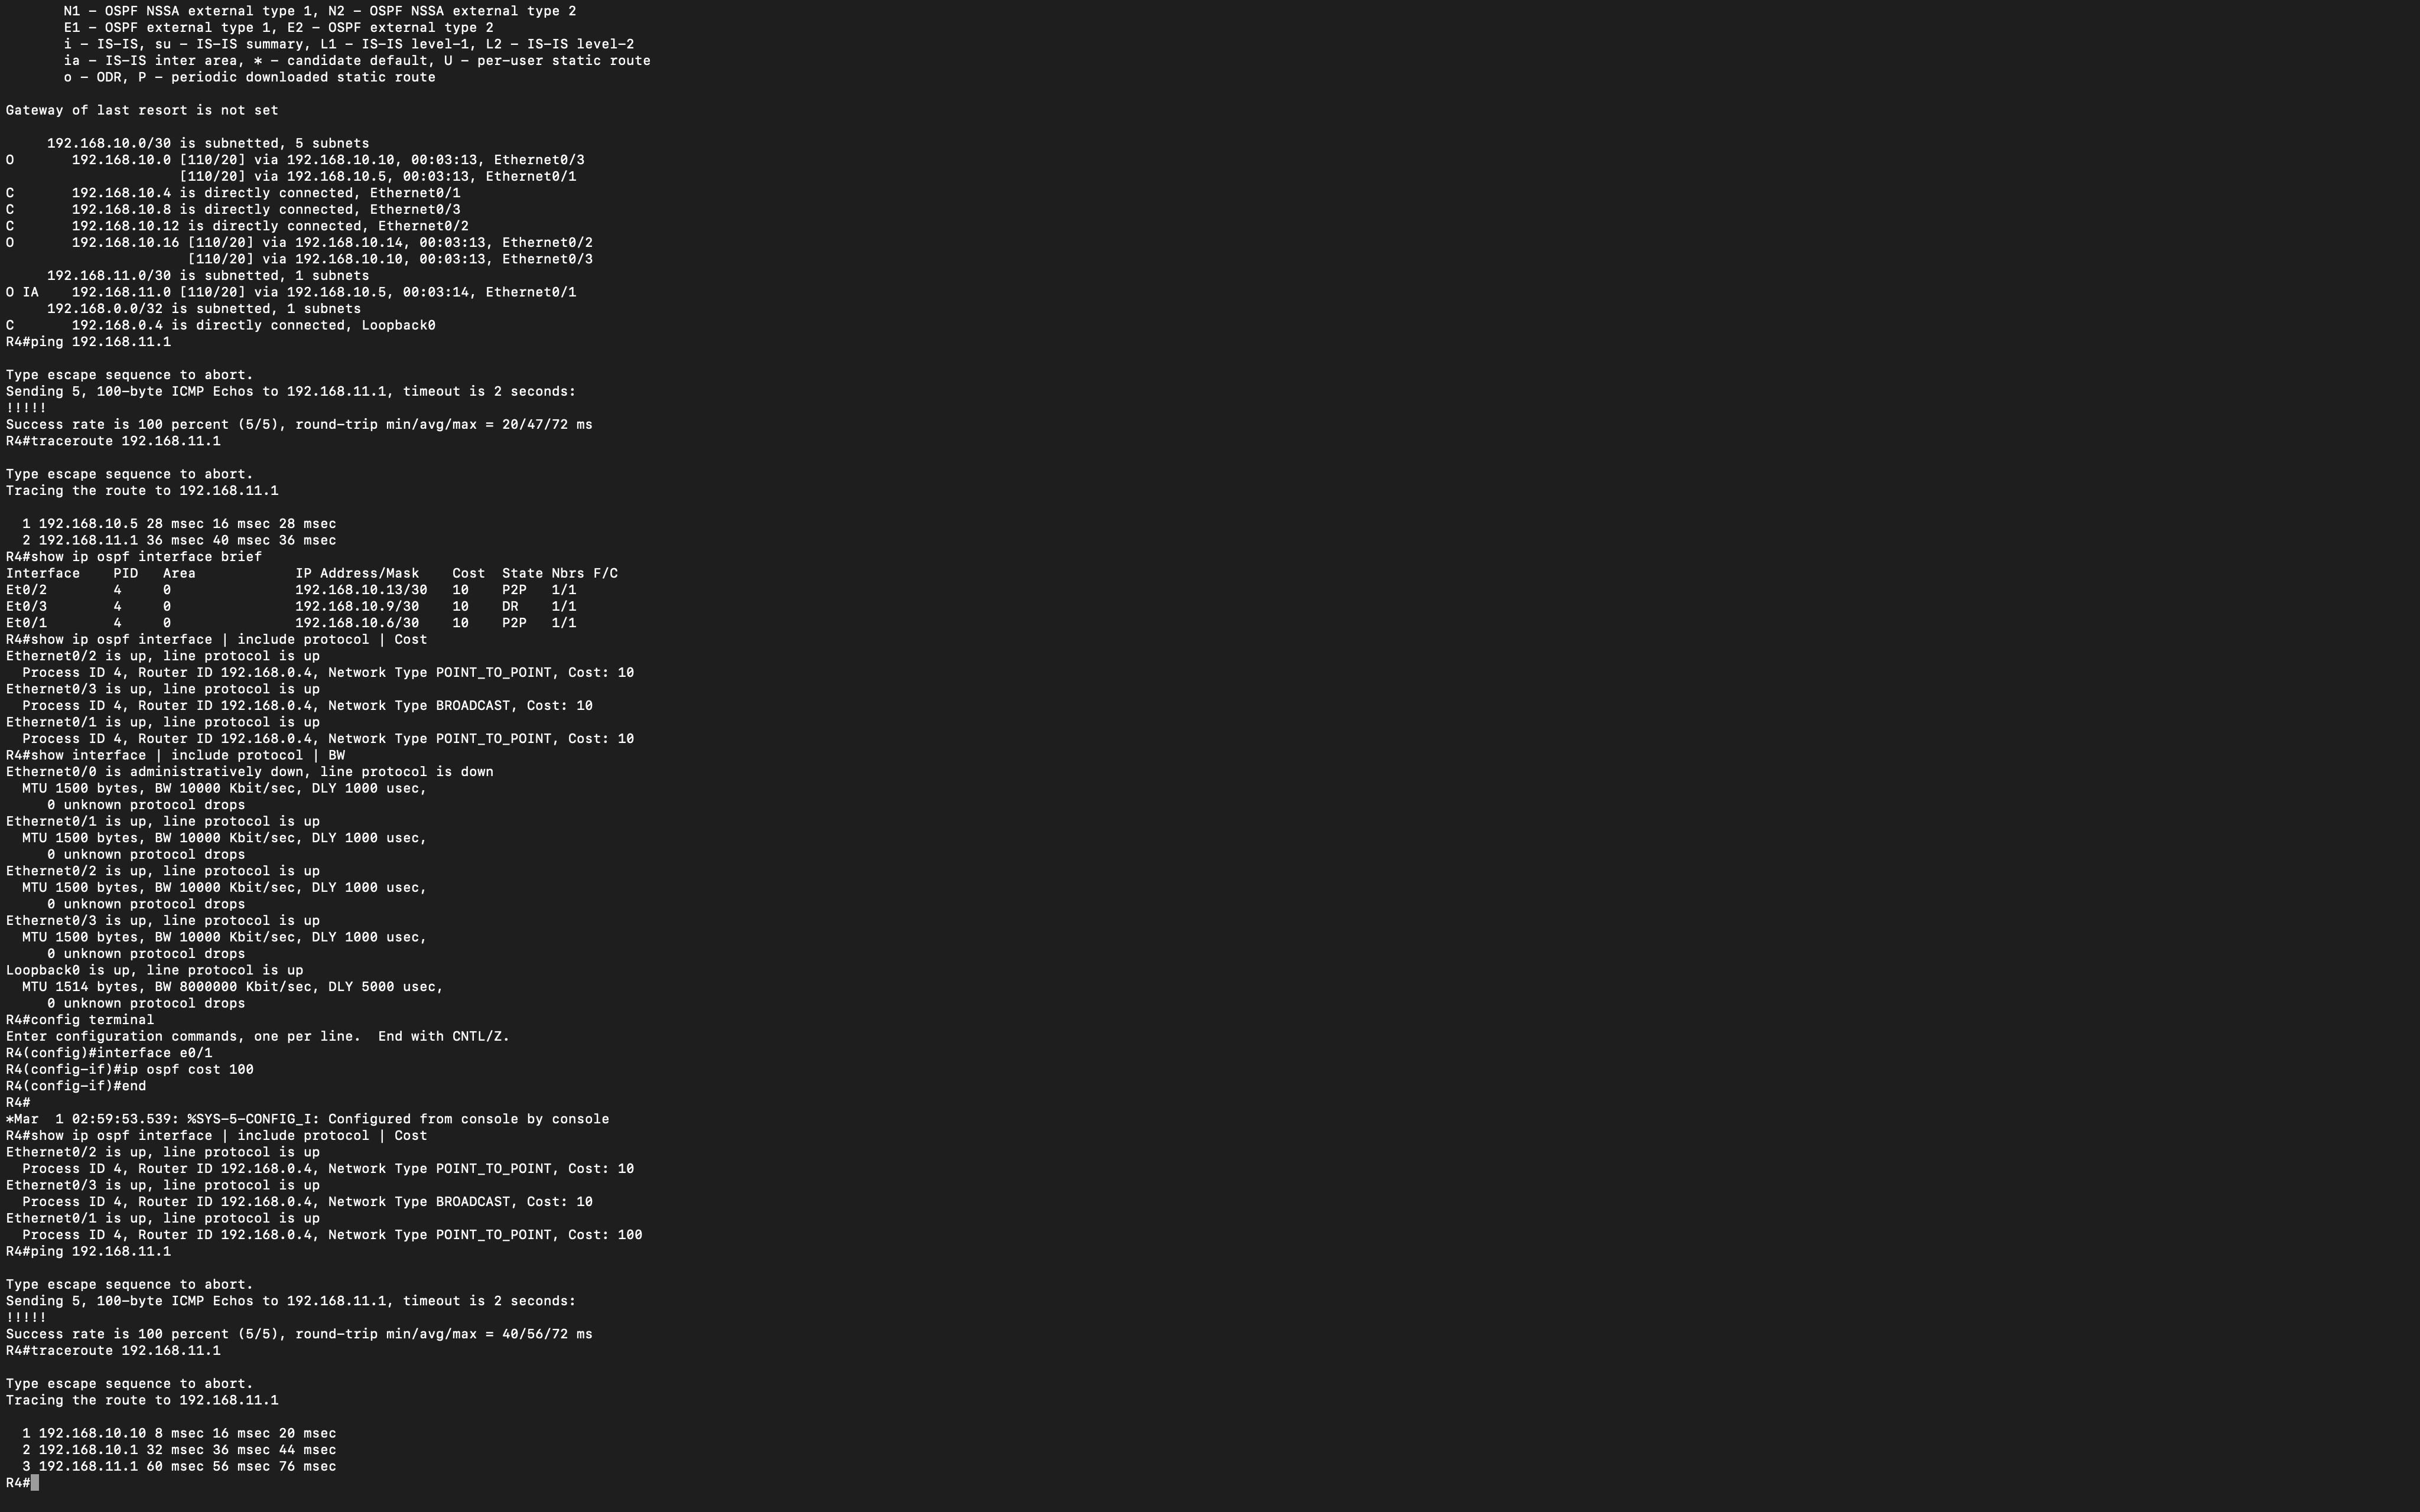 N1 - OSPF NSSA external type 1, N2 - OSPF NSSA external type 2
E1 - OSPF external type 1, E2 - OSPF external type 2
i - IS-IS, su - IS-IS summary, L1 - IS-IS level-1, L2 - IS-IS level-2
ia - IS-IS inter area, * - candidate default, U - per-user static route
o - ODR, P - periodic downloaded static route
Gateway of last resort is not set
192.168.10.0/30 is subnetted, 5 subnets
O 192.168.10.0 [110/20] via 192.168.10.10, 00:03:13, Ethernet0/3
[110/20] via 192.168.10.5, 00:03:13, Ethernet0/1
C 192.168.10.4 is directly connected, Ethernet0/1
C 192.168.10.8 is directly connected, Ethernet0/3
C 192.168.10.12 is directly connected, Ethernet0/2
O 192.168.10.16 [110/20] via 192.168.10.14, 00:03:13, Ethernet0/2
[110/20] via 192.168.10.10, 00:03:13, Ethernet0/3
192.168.11.0/30 is subnetted, 1 subnets
O IA 192.168.11.0 [110/20] via 192.168.10.5, 00:03:14, Ethernet0/1
192.168.0.0/32 is subnetted, 1 subnets
C 192.168.0.4 is directly connected, Loopback0
R4#ping 192.168.11.1
Type escape sequence to abort.
Sending 5, 100-byte ICMP Echos to 192.168.11.1, timeout is 2 seconds:
!!!!!
Success rate is 100 percent (5/5), round-trip min/avg/max = 20/47/72 ms
R4#traceroute 192.168.11.1
Type escape sequence to abort.
Tracing the route to 192.168.11.1
1 192.168.10.5 28 msec 16 msec 28 msec
2 192.168.11.1 36 msec 40 msec 36 msec
R4#show ip ospf interface brief
Interface PID Area IP Address/Mask Cost State Nbrs F/C
Et0/2 4 0 192.168.10.13/30 10 P2P 1/1
Et0/3 4 0 192.168.10.9/30 10 DR 1/1
Et0/1 4 0 192.168.10.6/30 10 P2P 1/1
R4#show ip ospf interface | include protocol | Cost
Ethernet0/2 is up, line protocol is up
Process ID 4, Router ID 192.168.0.4, Network Type POINT_TO_POINT, Cost: 10
Ethernet0/3 is up, line protocol is up
Process ID 4, Router ID 192.168.0.4, Network Type BROADCAST, Cost: 10
Ethernet0/1 is up, line protocol is up
Process ID 4, Router ID 192.168.0.4, Network Type POINT_TO_POINT, Cost: 10
R4#show interface | include protocol | BW
Ethernet0/0 is administratively down, line protocol is down
MTU 1500 bytes, BW 10000 Kbit/sec, DLY 1000 usec,
0 unknown protocol drops
Ethernet0/1 is up, line protocol is up
MTU 1500 bytes, BW 10000 Kbit/sec, DLY 1000 usec,
0 unknown protocol drops
Ethernet0/2 is up, line protocol is up
MTU 1500 bytes, BW 10000 Kbit/sec, DLY 1000 usec,
0 unknown protocol drops
Ethernet0/3 is up, line protocol is up
MTU 1500 bytes, BW 10000 Kbit/sec, DLY 1000 usec,
0 unknown protocol drops
Loopback0 is up, line protocol is up
MTU 1514 bytes, BW 8000000 Kbit/sec, DLY 5000 usec,
0 unknown protocol drops
R4#config terminal
Enter configuration commands, one per line.  End with CNTL/Z.
R4(config)#interface e0/1
R4(config-if)#ip ospf cost 100
R4(config-if)#end
R4#
*Mar  1 02:59:53.539: %SYS-5-CONFIG_I: Configured from console by console
R4#show ip ospf interface | include protocol | Cost
Ethernet0/2 is up, line protocol is up
Process ID 4, Router ID 192.168.0.4, Network Type POINT_TO_POINT, Cost: 10
Ethernet0/3 is up, line protocol is up
Process ID 4, Router ID 192.168.0.4, Network Type BROADCAST, Cost: 10
Ethernet0/1 is up, line protocol is up
Process ID 4, Router ID 192.168.0.4, Network Type POINT_TO_POINT, Cost: 100
R4#ping 192.168.11.1
Type escape sequence to abort.
Sending 5, 100-byte ICMP Echos to 192.168.11.1, timeout is 2 seconds:
!!!!!
Success rate is 100 percent (5/5), round-trip min/avg/max = 40/56/72 ms
R4#traceroute 192.168.11.1
Type escape sequence to abort.
Tracing the route to 192.168.11.1
1 192.168.10.10 8 msec 16 msec 20 msec
2 192.168.10.1 32 msec 36 msec 44 msec
3 192.168.11.1 60 msec 56 msec 76 msec
R4#